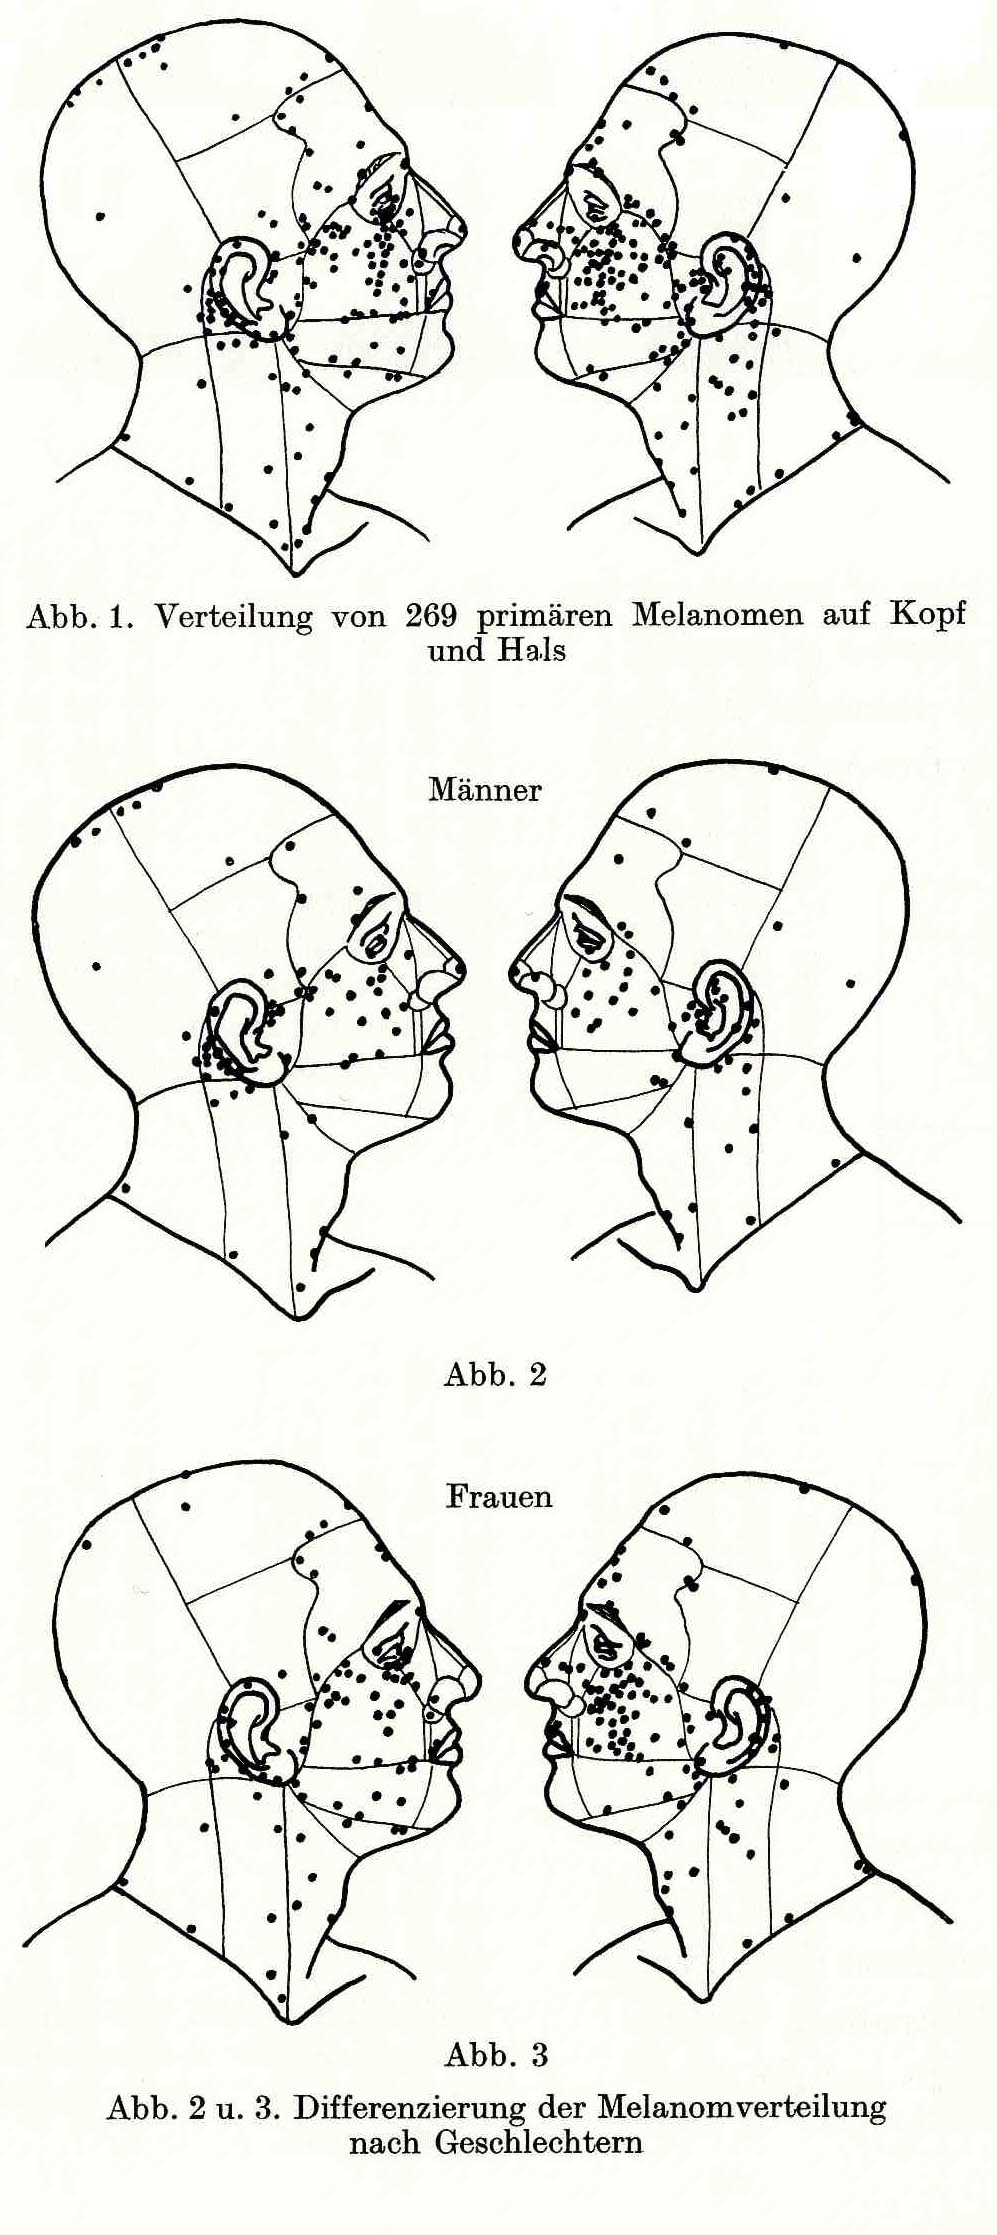 Abb. 1. Verteilung von 269 primären Melanomen auf Kopf
und Hals
Männer
Abb. 2
Frauen
Abb. 3
Abb. 2 u. 3. Differenzierung der Melanomverteilung
nach Geschlechtern